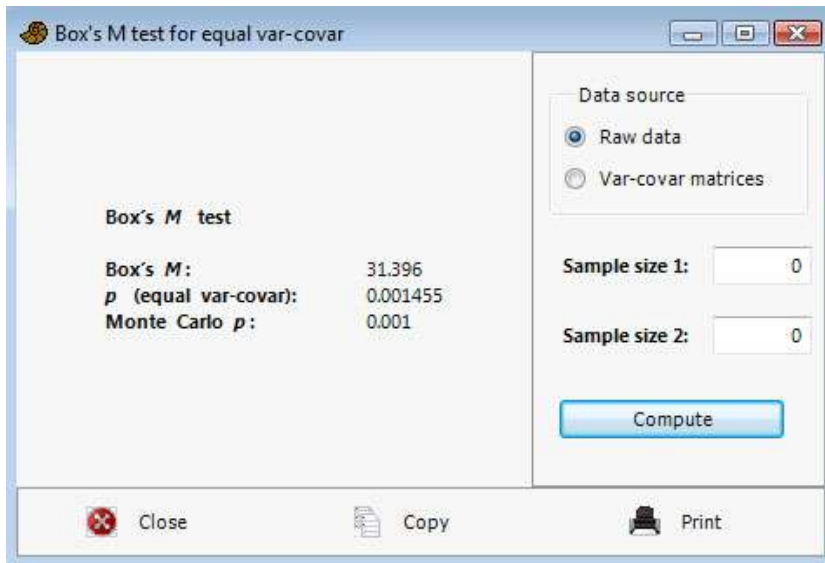 Box's M test for equal var-covar
Box´s M test
Box´s M: 31.396
p (equal var-covar): 0.001455
Monte Carlo p: 0.001
Data source
Raw data
Var-covar matrices
Sample size 1: 0
Sample size 2: 0
Compute
Close Copy Print